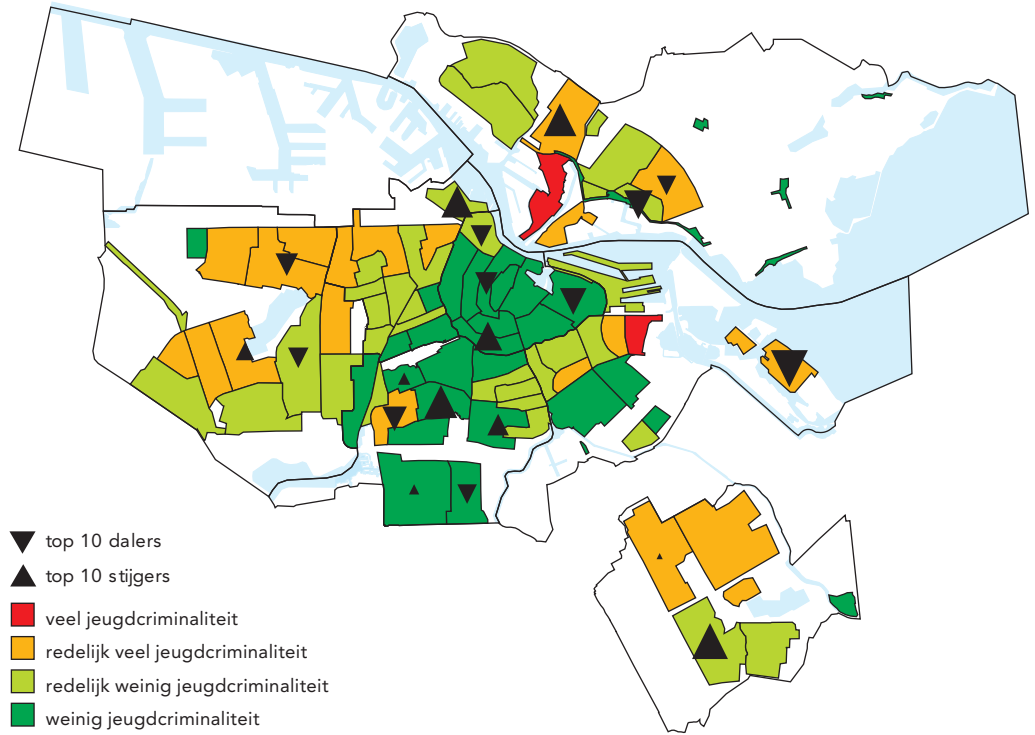 top 10 dalers
top 10 stijgers
veel jeugdcriminaliteit
redelijk veel jeugdcriminaliteit
redelijk weinig jeugdcriminaliteit
weinig jeugdcriminaliteit